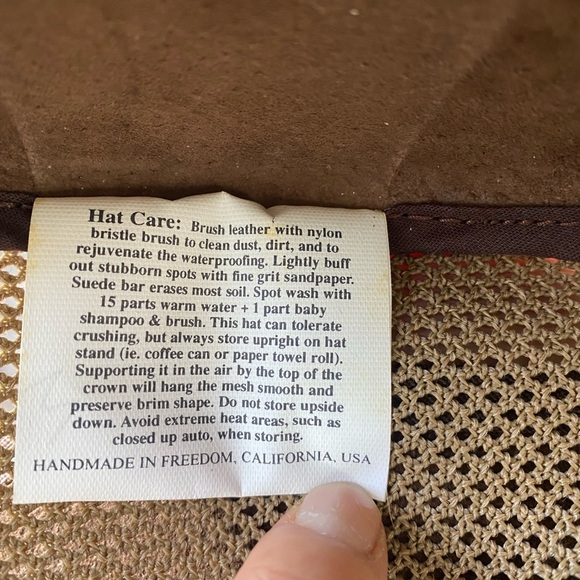 Hat Care: Brush leather with nylon
bristle brush to clean dust, dirt, and to
rejuvenate the waterproofing. Lightly buff
out stubborn spots with fine grit sandpaper.
Suede bar erases most soil. Spot wash with
15 parts warm water + 1 part baby
shampoo & brush. This hat can tolerate
crushing, but always store upright on hat
stand (ie. coffee can or paper towel roll).
Supporting it in the air by the top of the
crown will hang the mesh smooth and
preserve brim shape. Do not store upside
down. Avoid extreme heat areas, such as
closed up auto, when storing.
HANDMADE IN FREEDOM, CALIFORNIA, USA